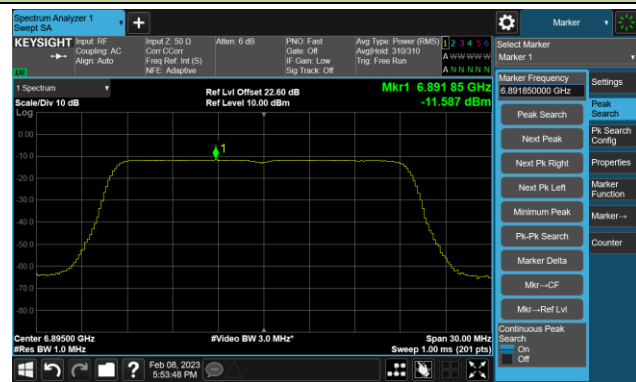 Spectrum Analyzer 1
Swept SA
+
Marker
KEYSIGHT
Input: RF
Coupling: AC
Align: Auto
Input Z: 50 Ω
Corr CCorr
Freq Ref: Int (S)
NFE: Adaptive
Atten: 6 dB
PNO: Fast
Gate: Off
IF Gain: Low
Sig Track: Off
Avg Type: Power (RMS)
Avg|Hold: 310/310
Trig: Free Run
1 2 3 4 5 6
A W W W W W
A N N N N N
LW
Select Marker
Marker 1
1 Spectrum
Scale/Div 10 dB
Log
Ref Lvl Offset 22.60 dB
Ref Level 10.00 dBm
Mkr1 6.891 85 GHz
-11.587 dBm
1
0.00
-10.0
-20.0
-30.0
-40.0
-50.0
-60.0
-70.0
-80.0
Center 6.89500 GHz
#Res BW 1.0 MHz
#Video BW 3.0 MHz*
Span 30.00 MHz
Sweep 1.00 ms (201 pts)
Marker Frequency
6.891850000 GHz
Peak Search
Next Peak
Next Pk Right
Next Pk Left
Minimum Peak
Pk-Pk Search
Marker Delta
Mkr→CF
Mkr→Ref Lvl
Continuous Peak
Search
On
Off
Settings
Peak
Search
Pk Search
Config
Properties
Marker
Function
Marker→
Counter
?
Feb 08, 2023
5:53:48 PM